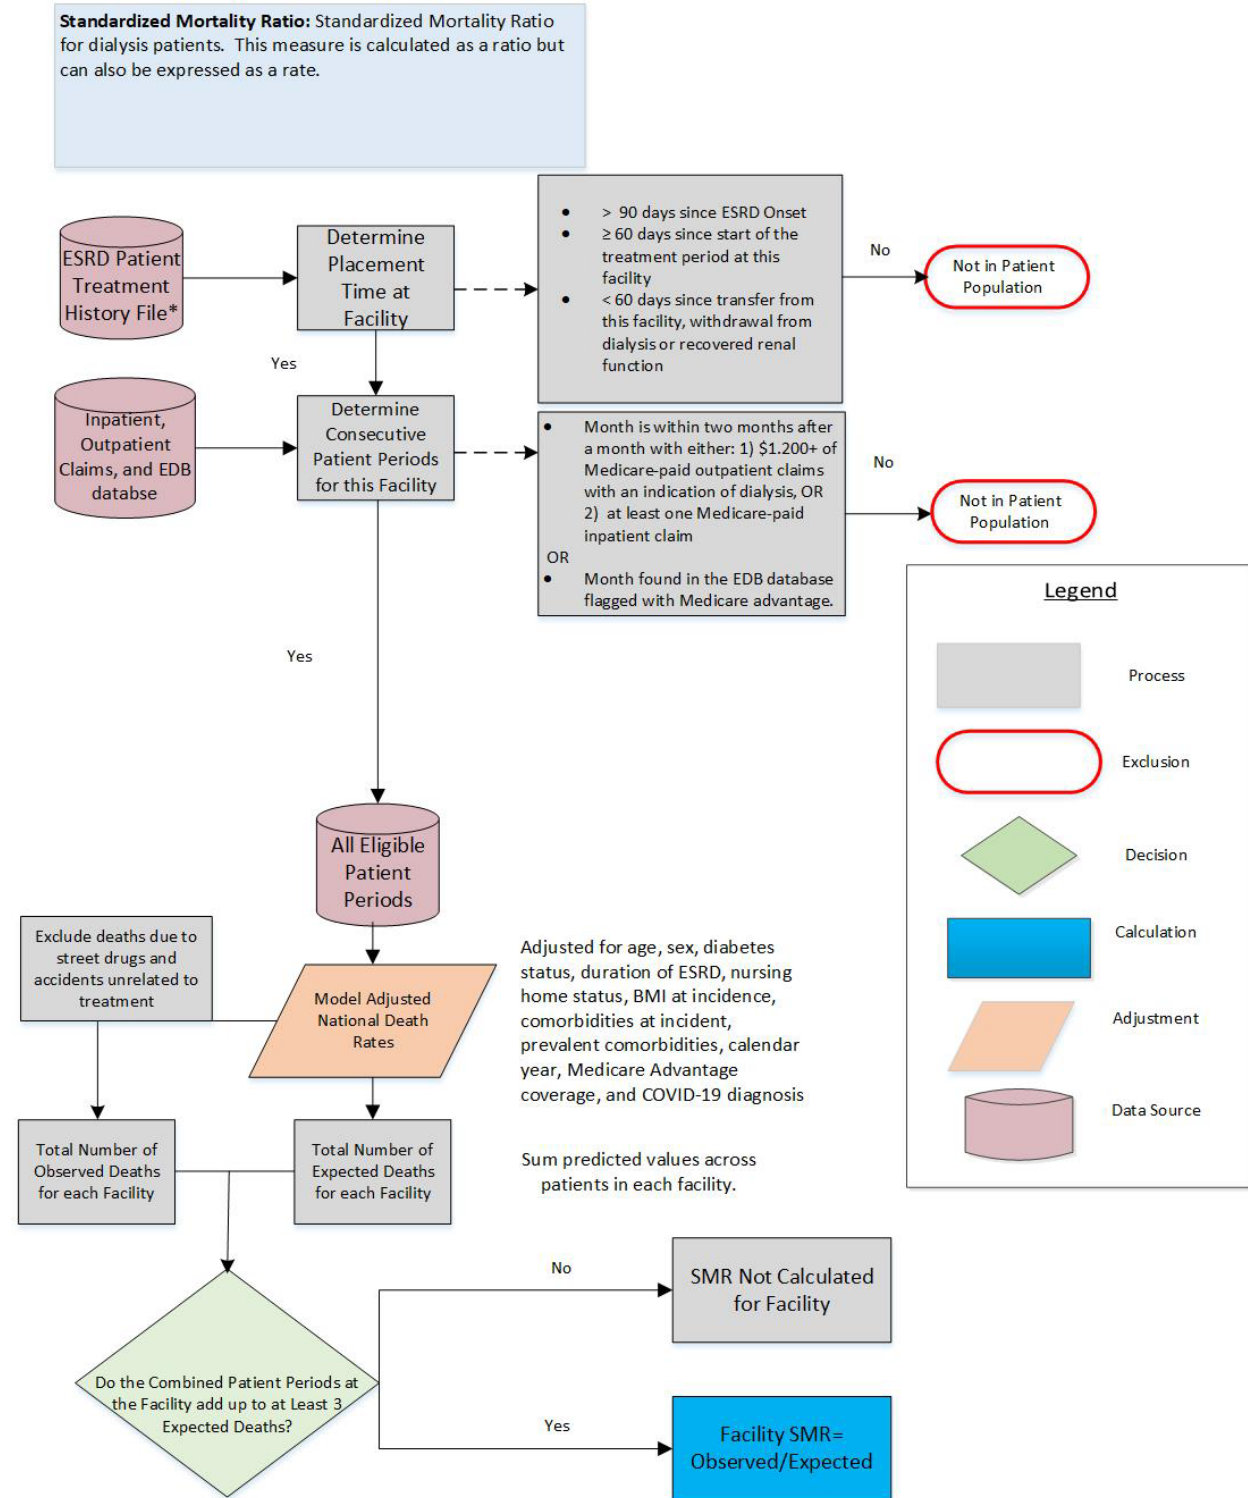 Standardized Mortality Ratio: Standardized Mortality Ratio
for dialysis patients. This measure is calculated as a ratio but
can also be expressed as a rate.
ESRD Patient
Treatment
History File*
Determine
Placement
Time at
Facility
• > 90 days since ESRD Onset
• ≥ 60 days since start of the
treatment period at this
facility
• < 60 days since transfer from
this facility, withdrawal from
dialysis or recovered renal
function
No
Not in Patient
Population
Yes
Inpatient,
Outpatient
Claims, and EDB
databse
Determine
Consecutive
Patient Periods
for this Facility
• Month is within two months after
a month with either: 1) $1.200+ of
Medicare-paid outpatient claims
with an indication of dialysis, OR
2) at least one Medicare-paid
inpatient claim
OR
• Month found in the EDB database
flagged with Medicare advantage.
No
Not in Patient
Population
Yes
Legend
Process
Exclusion
Decision
Calculation
Adjustment
Data Source
All Eligible
Patient
Periods
Exclude deaths due to
street drugs and
accidents unrelated to
treatment
Model Adjusted
National Death
Rates
Adjusted for age, sex, diabetes
status, duration of ESRD, nursing
home status, BMI at incidence,
comorbidities at incident,
prevalent comorbidities, calendar
year, Medicare Advantage
coverage, and COVID-19 diagnosis
Total Number of
Observed Deaths
for each Facility
Total Number of
Expected Deaths
for each Facility
Sum predicted values across
patients in each facility.
Do the Combined Patient Periods at
the Facility add up to at Least 3
Expected Deaths?
No
SMR Not Calculated
for Facility
Yes
Facility SMR=
Observed/Expected